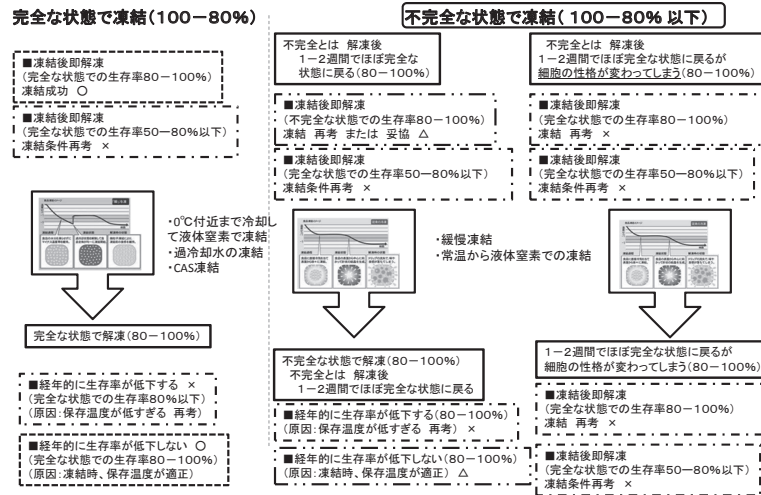 完全な状態で凍結(100－80%)
■凍結後即解凍
(完全な状態での生存率80－100%)
凍結成功 〇
■凍結後即解凍
(完全な状態での生存率50―80%以下)
凍結条件再考 ×
・0℃付近まで冷却し
て液体窒素で凍結
・過冷却水の凍結
・CAS凍結
完全な状態で解凍(80－100%)
■経年的に生存率が低下する ×
(完全な状態での生存率80%以下)
(原因：保存温度が低すぎる 再考)
■経年的に生存率が低下しない 〇
(完全な状態での生存率80－100%)
(原因：凍結時、保存温度が適正)
不完全な状態で凍結( 100－80% 以下)
不完全とは 解凍後
1－2週間でほぼ完全な
状態に戻る(80－100%)
■凍結後即解凍
(不完全な状態での生存率80－100%)
凍結 再考 または 妥協 △
■凍結後即解凍
(完全な状態での生存率50―80%以下)
凍結条件再考 ×
・緩慢凍結
・常温から液体窒素での凍結
不完全な状態で解凍(80－100%)
不完全とは 解凍後
1－2週間でほぼ完全な状態に戻る
■経年的に生存率が低下する(80－100%)
(原因：保存温度が低すぎる 再考) ×
■経年的に生存率が低下しない(80－100%)
(原因：凍結時、保存温度が適正) △
不完全とは 解凍後
1－2週間でほぼ完全な状態に戻るが
細胞の性格が変わってしまう(80－100%)
■凍結後即解凍
(完全な状態での生存率80－100%)
凍結 再考 ×
■凍結後即解凍
(完全な状態での生存率50―80%以下)
凍結条件再考 ×
1－2週間でほぼ完全な状態に戻るが
細胞の性格が変わってしまう(80－100%)
■凍結後即解凍
(完全な状態での生存率80－100%)
凍結 再考 ×
■凍結後即解凍
(完全な状態での生存率50－80%以下)
凍結条件再考 ×